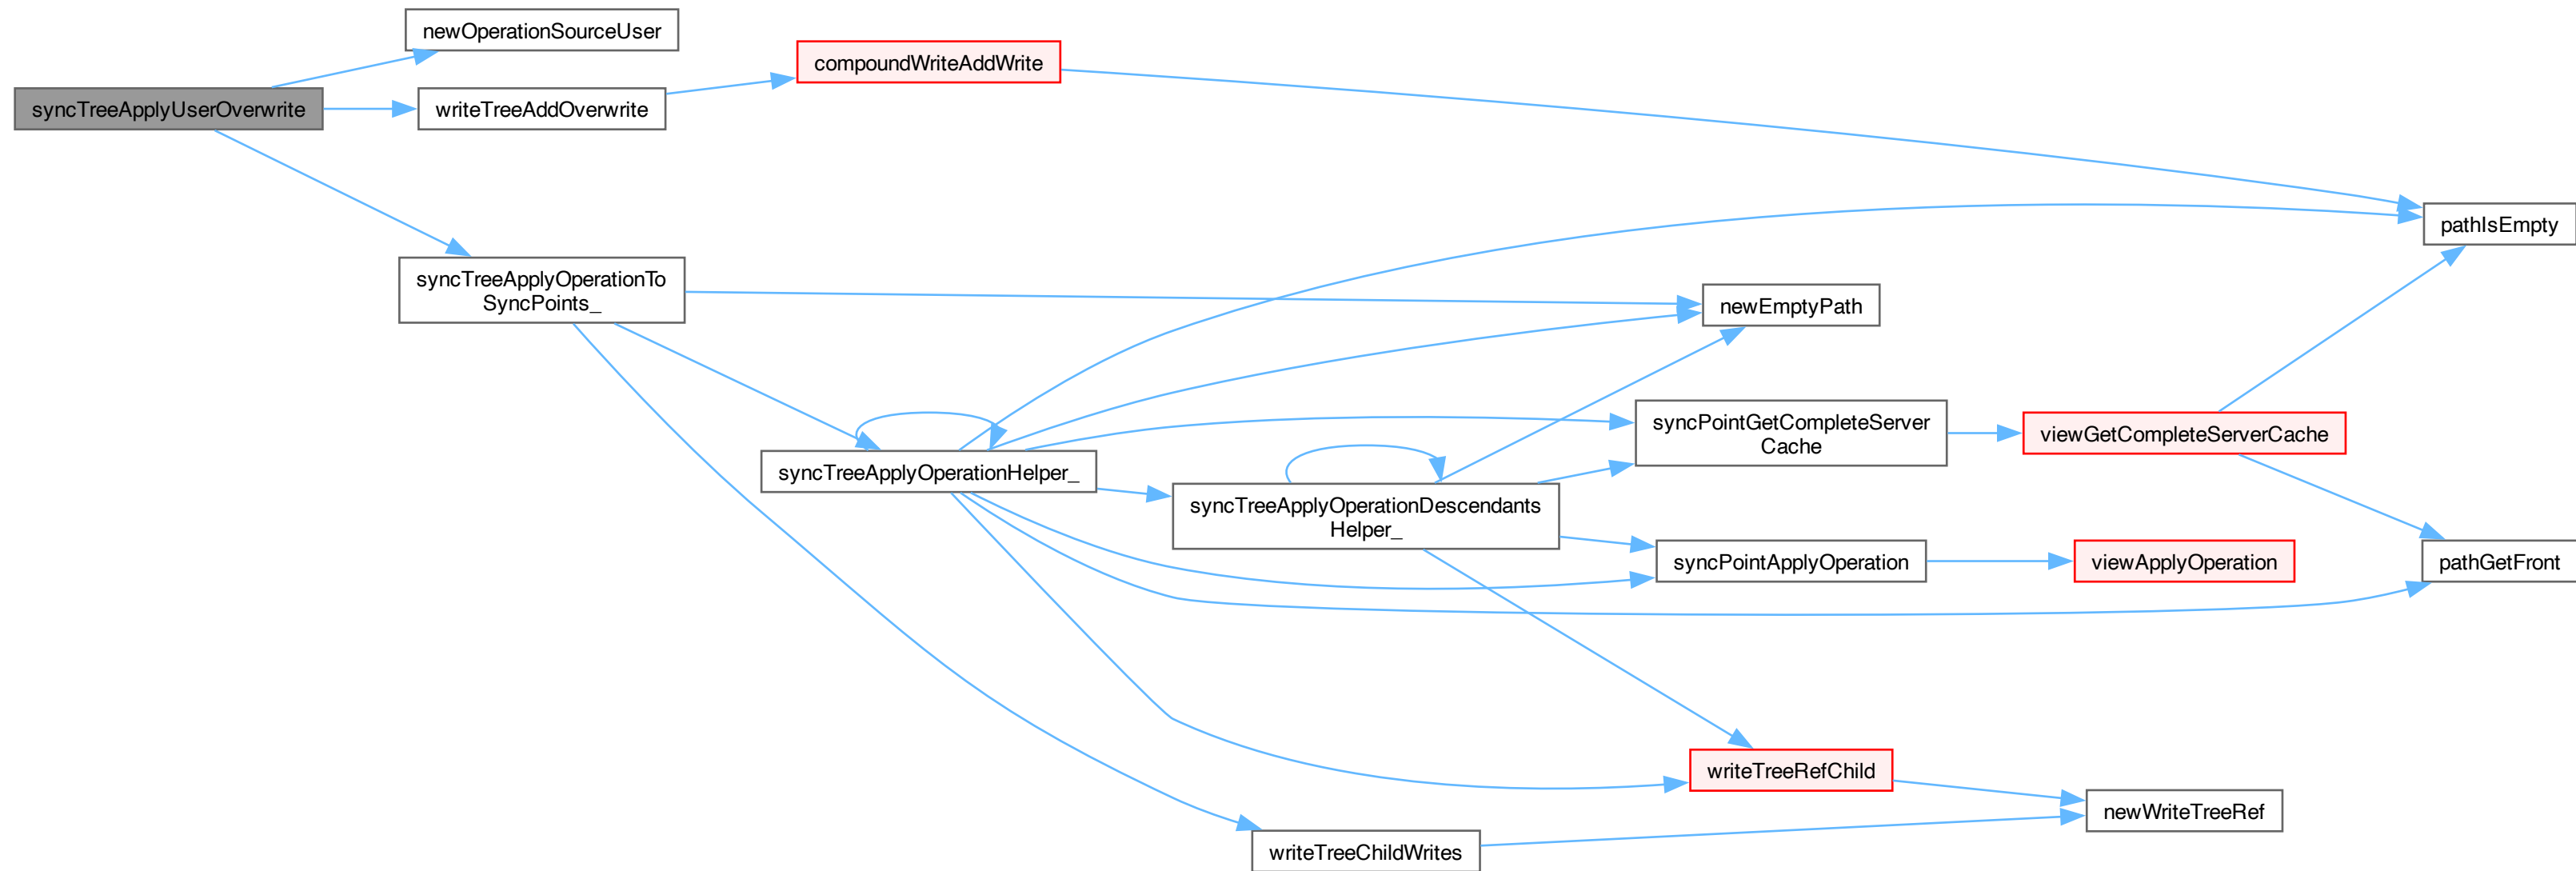 newOperationSourceUser
compoundWriteAddWrite
syncTreeApplyUserOverwrite
writeTreeAddOverwrite
pathIsEmpty
syncTreeApplyOperationTo
SyncPoints_
newEmptyPath
syncPointGetCompleteServer
Cache
viewGetCompleteServerCache
syncTreeApplyOperationHelper_
syncTreeApplyOperationDescendants
Helper_
syncPointApplyOperation
viewApplyOperation
pathGetFront
writeTreeRefChild
newWriteTreeRef
writeTreeChildWrites